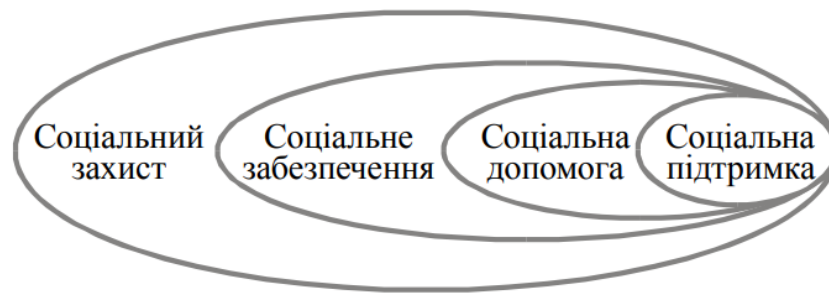 Соціальний
захист
Соціальне
забезпечення
Соціальна
допомога
Соціальна
підтримка